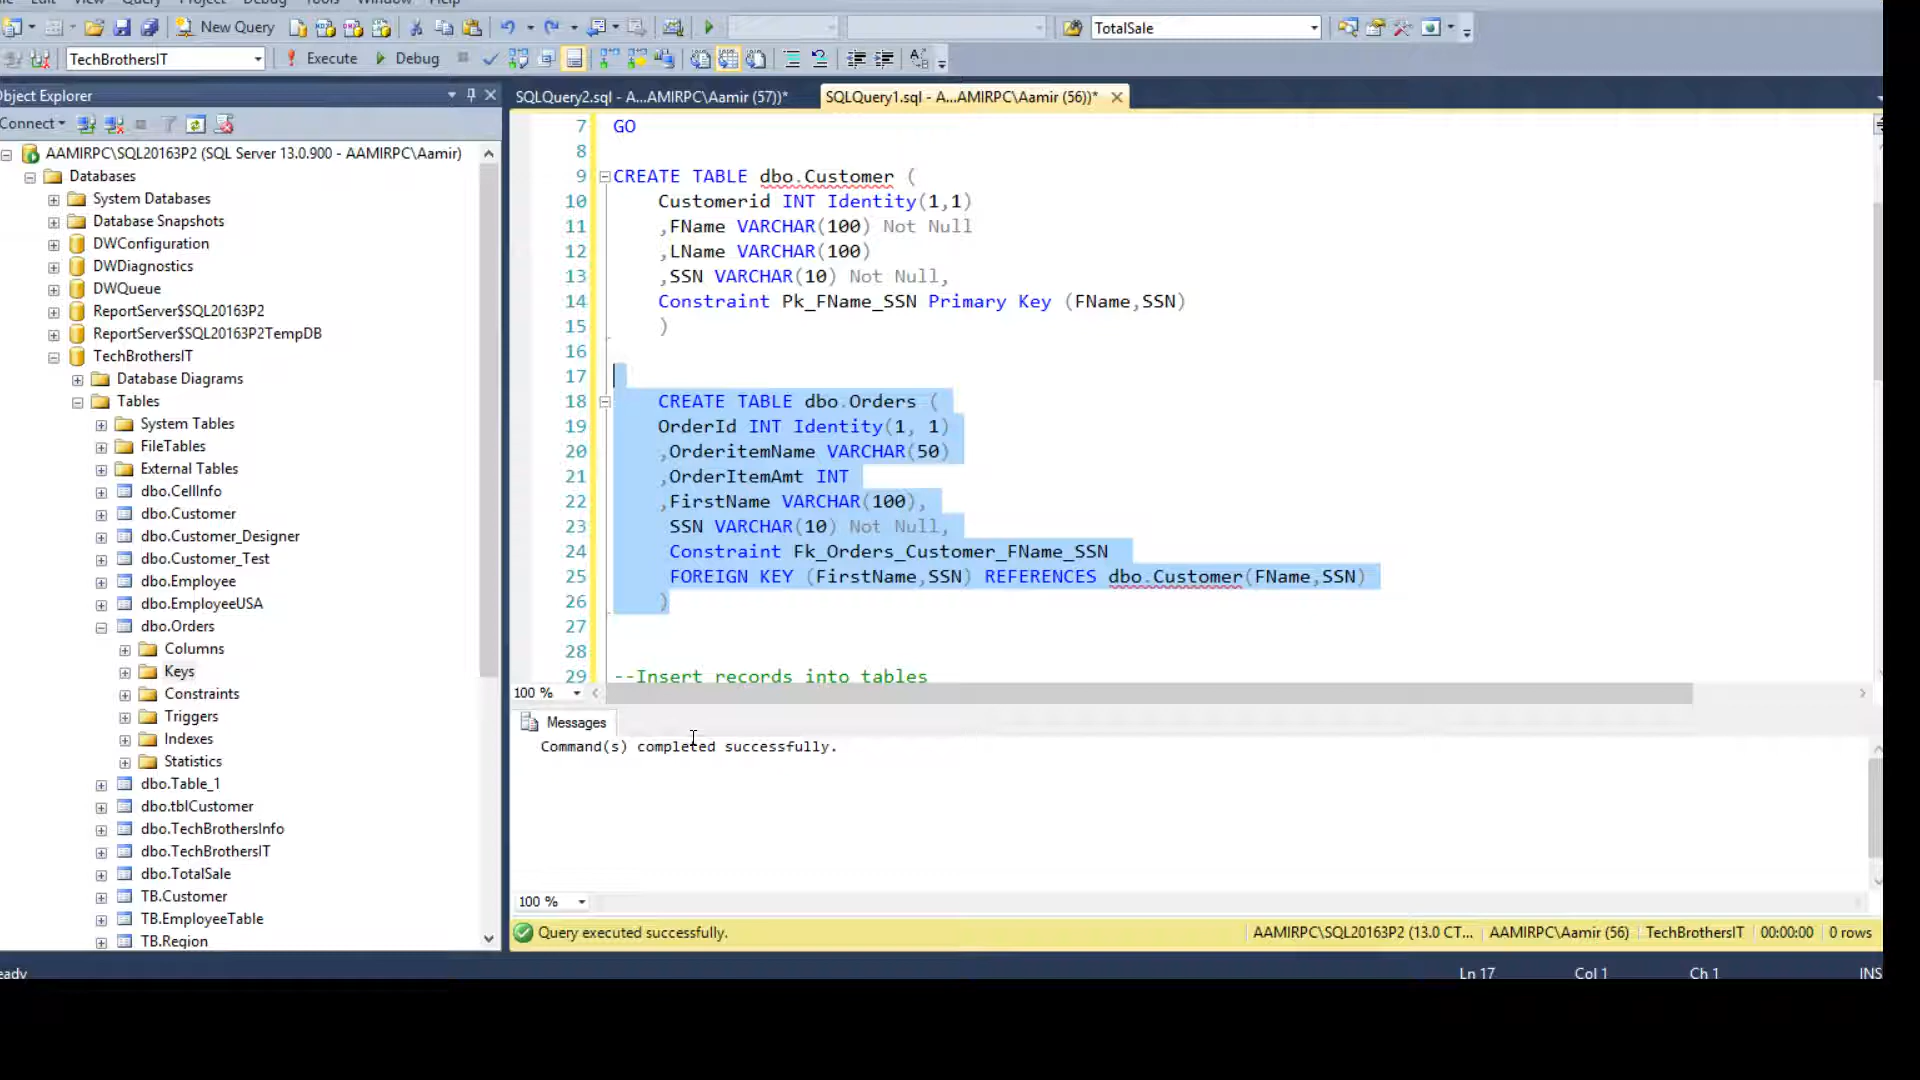 View Query Project Debug Tools Window Help
New Query
TotalSale
TechBrothersIT
Execute
Debug
Object Explorer
SQLQuery2.sql - A...AMIRPC\Aamir (57))*
SQLQuery1.sql - A...AMIRPC\Aamir (56))*
Connect
AAMIRPC\SQL20163P2 (SQL Server 13.0.900 - AAMIRPC\Aamir)
Databases
System Databases
Database Snapshots
DWConfiguration
DWDiagnostics
DWQueue
ReportServer$SQL20163P2
ReportServer$SQL20163P2TempDB
TechBrothersIT
Database Diagrams
Tables
System Tables
FileTables
External Tables
dbo.CellInfo
dbo.Customer
dbo.Customer_Designer
dbo.Customer_Test
dbo.Employee
dbo.EmployeeUSA
dbo.Orders
Columns
Keys
Constraints
Triggers
Indexes
Statistics
dbo.Table_1
dbo.tblCustomer
dbo.TechBrothersInfo
dbo.TechBrothersIT
dbo.TotalSale
TB.Customer
TB.EmployeeTable
TB.Region
7 GO
8
9 CREATE TABLE dbo.Customer (
10 Customerid INT Identity(1,1)
11 ,FName VARCHAR(100) Not Null
12 ,LName VARCHAR(100)
13 ,SSN VARCHAR(10) Not Null,
14 Constraint Pk_FName_SSN Primary Key (FName,SSN)
15 )
16
17
18 CREATE TABLE dbo.Orders (
19 OrderId INT Identity(1, 1)
20 ,OrderitemName VARCHAR(50)
21 ,OrderItemAmt INT
22 ,FirstName VARCHAR(100),
23 SSN VARCHAR(10) Not Null,
24 Constraint Fk_Orders_Customer_FName_SSN
25 FOREIGN KEY (FirstName,SSN) REFERENCES dbo.Customer(FName,SSN)
26 )
27
28
29 --Insert records into tables
100 %
Messages
Command(s) completed successfully.
100 %
Query executed successfully.
AAMIRPC\SQL20163P2 (13.0 CT...
AAMIRPC\Aamir (56)
TechBrothersIT
00:00:00
0 rows
eady
Ln 17
Col 1
Ch 1
INS